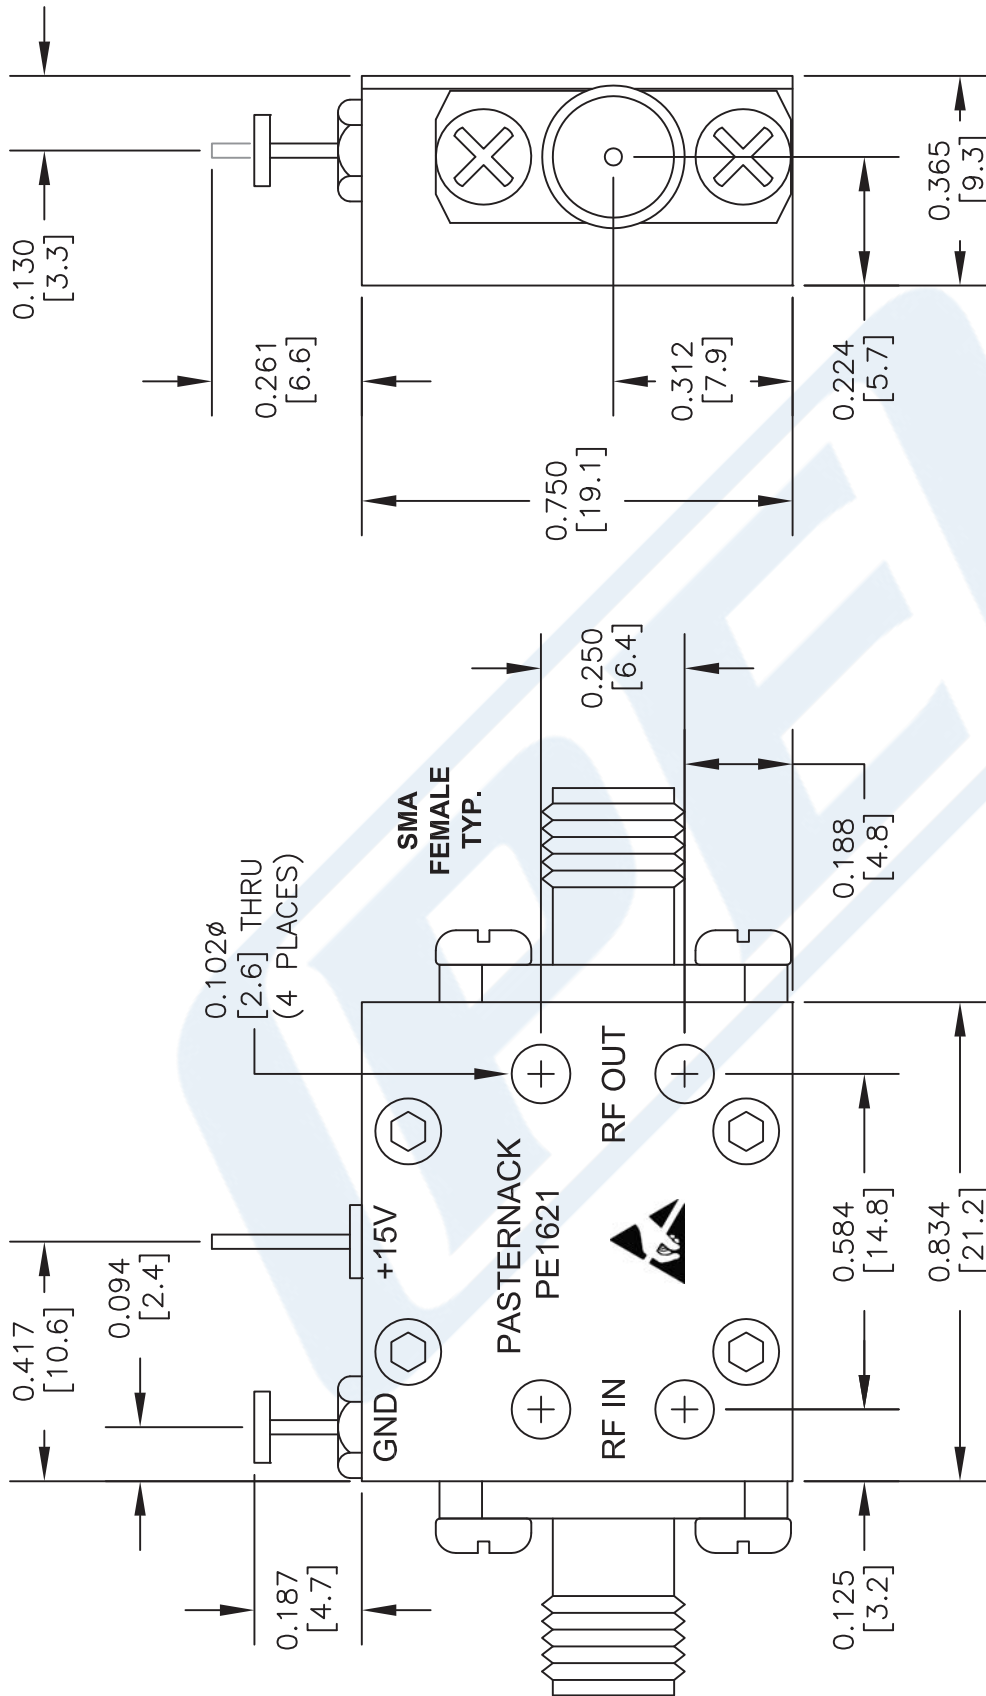 0.417
[10.6]
0.094
[2.4]
0.187
[4.7]
GND
+15V
0.102ø
[2.6] THRU
(4 PLACES)
SMA
FEMALE
TYP.
PASTERNACK
PE1621
RF IN
RF OUT
0.250
[6.4]
0.188
[4.8]
0.125
[3.2]
0.584
[14.8]
0.834
[21.2]
0.130
[3.3]
0.261
[6.6]
0.750
[19.1]
0.312
[7.9]
0.224
[5.7]
0.365
[9.3]
PE